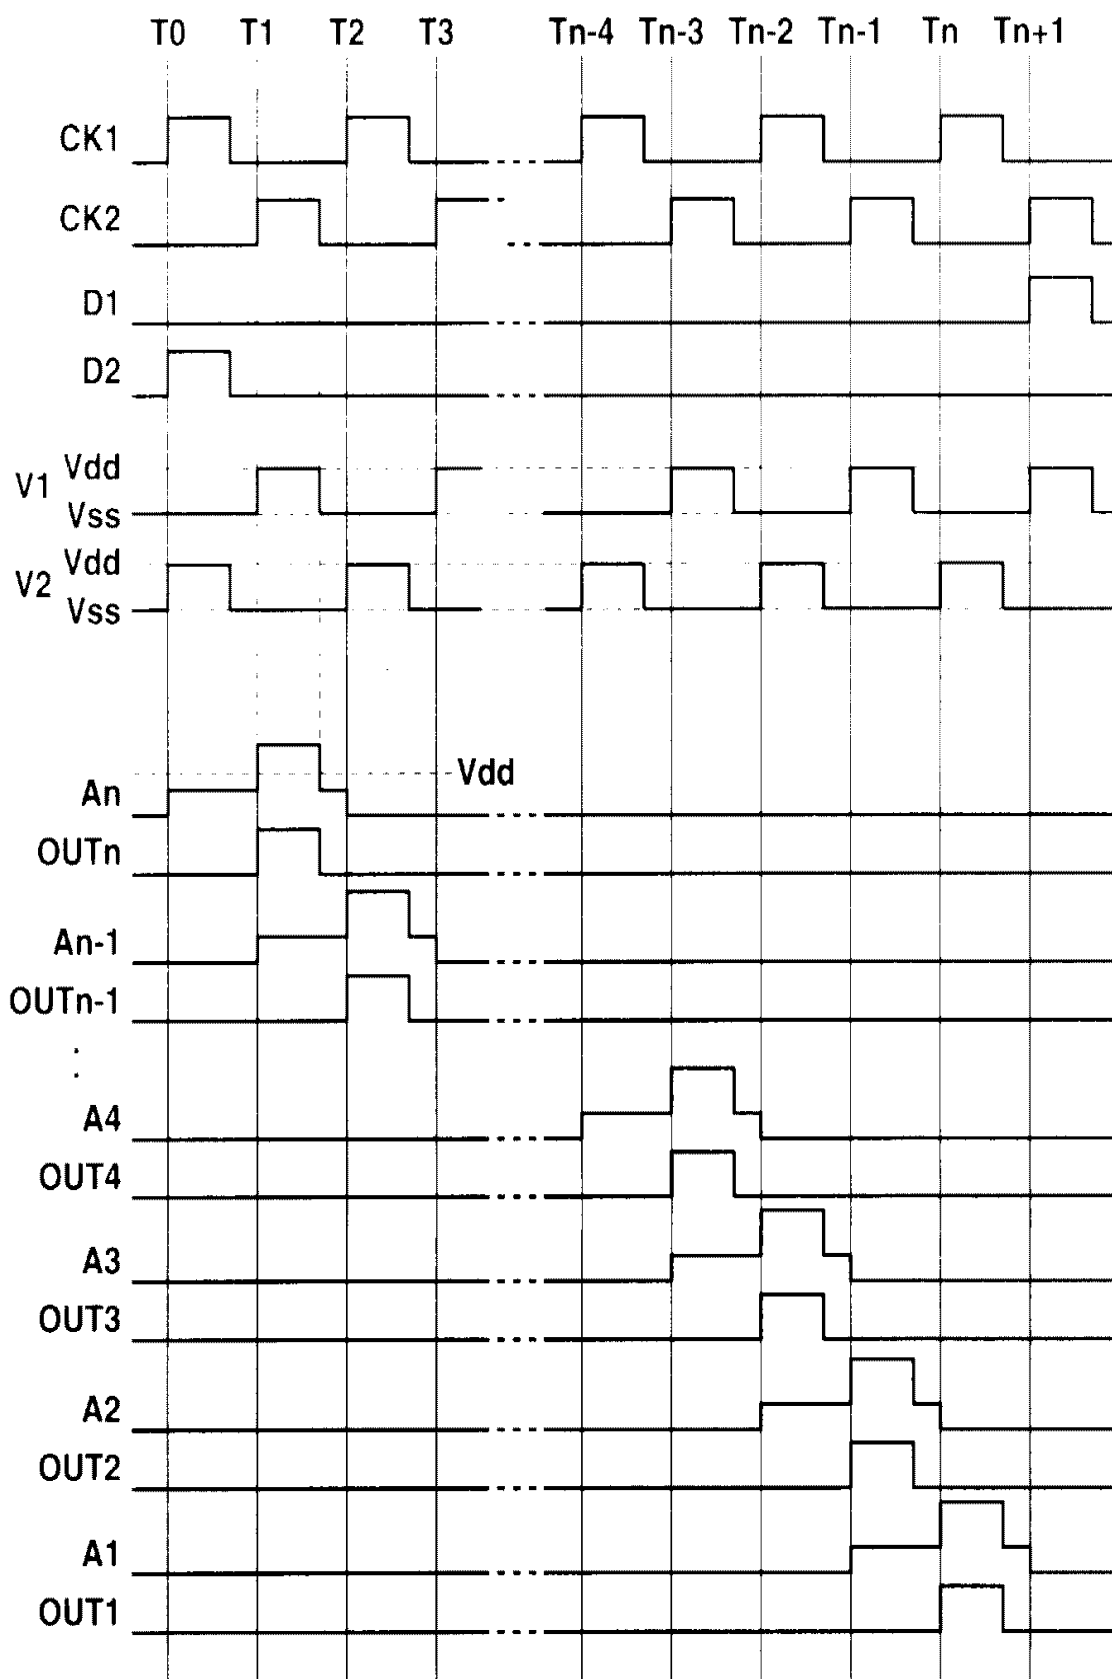 T0 T1 T2 T3 Tn-4 Tn-3 Tn-2 Tn-1 Tn Tn+1
CK1
CK2
D1
D2
V1 Vdd
Vss
V2 Vdd
Vss
Vdd
An
OUTn
An-1
OUTn-1
:
A4
OUT4
A3
OUT3
A2
OUT2
A1
OUT1